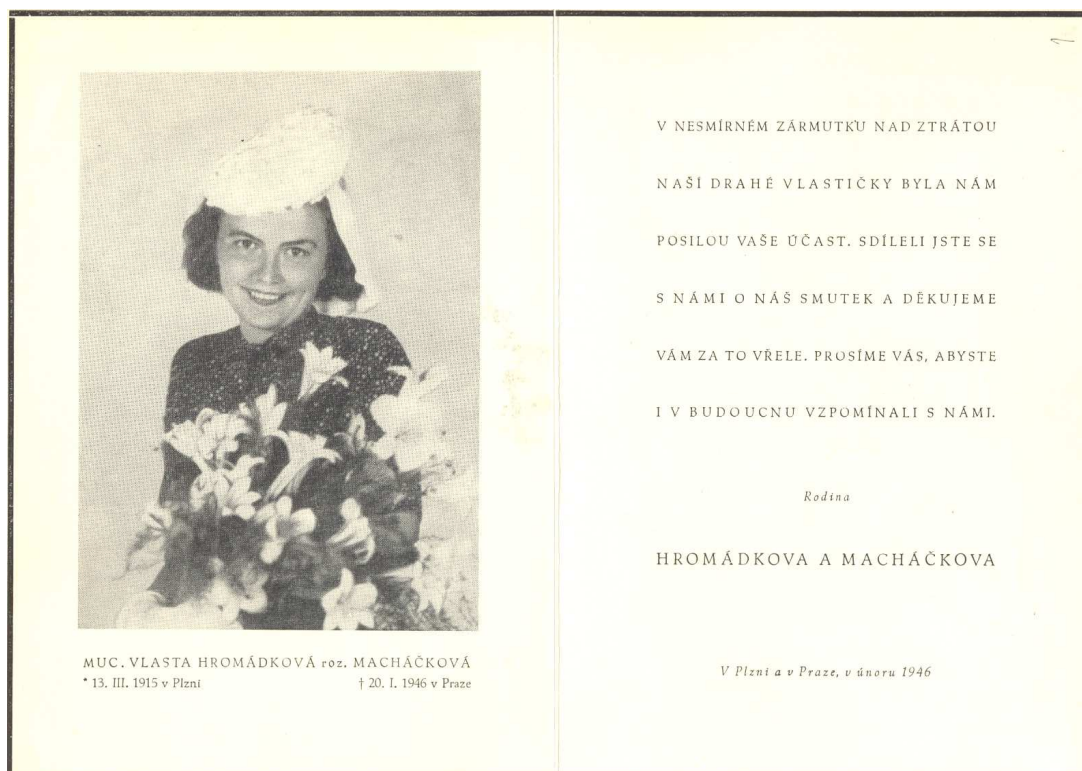 MUC. VLASTA HROMÁDKOVÁ roz. MACHÁČKOVÁ
* 13. III. 1915 v Plzni † 20. I. 1946 v Praze
V NESMÍRNÉM ZÁRMUTKU NAD ZTRÁTOU
NAŠÍ DRAHÉ VLASTIČKY BYLA NÁM
POSILOU VAŠE ÚČAST. SDÍLELI JSTE SE
S NÁMI O NÁŠ SMUTEK A DĚKUJEME
VÁM ZA TO VŘELE. PROSÍME VÁS, ABYSTE
I V BUDOUCNU VZPOMÍNALI S NÁMI.
Rodina
HROMÁDKOVA A MACHÁČKOVA
V Plzni a v Praze, v únoru 1946